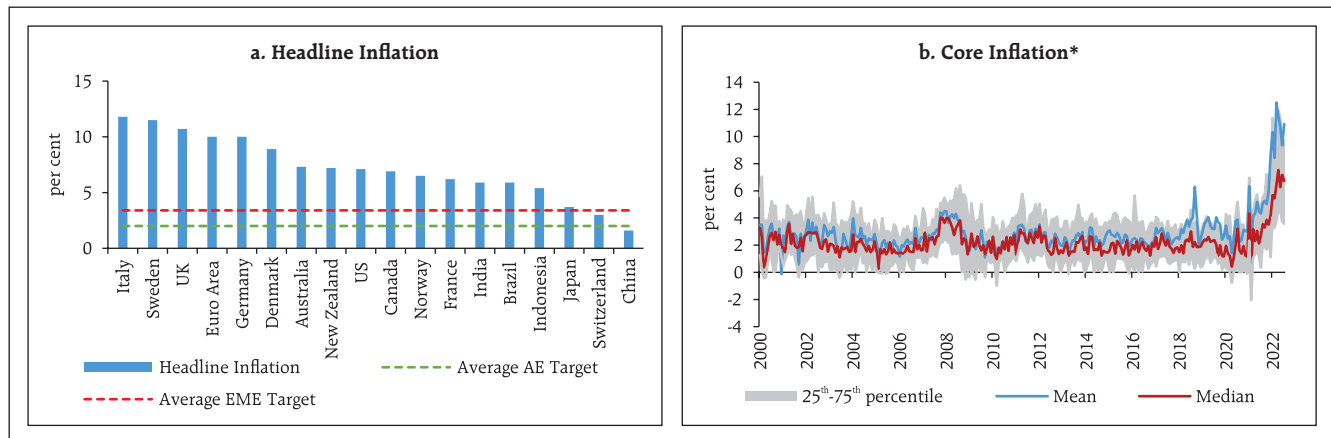 a. Headline Inflation
per cent
15
10
5
0
Italy
Sweden
UK
Euro Area
Germany
Denmark
Australia
New Zealand
US
Canada
Norway
France
India
Brazil
Indonesia
Japan
Switzerland
China
Headline Inflation
Average AE Target
Average EME Target
b. Core Inflation*
per cent
14
12
10
8
6
4
2
0
-2
-4
2000
2002
2004
2006
2008
2010
2012
2014
2016
2018
2020
2022
25th-75th percentile
Mean
Median